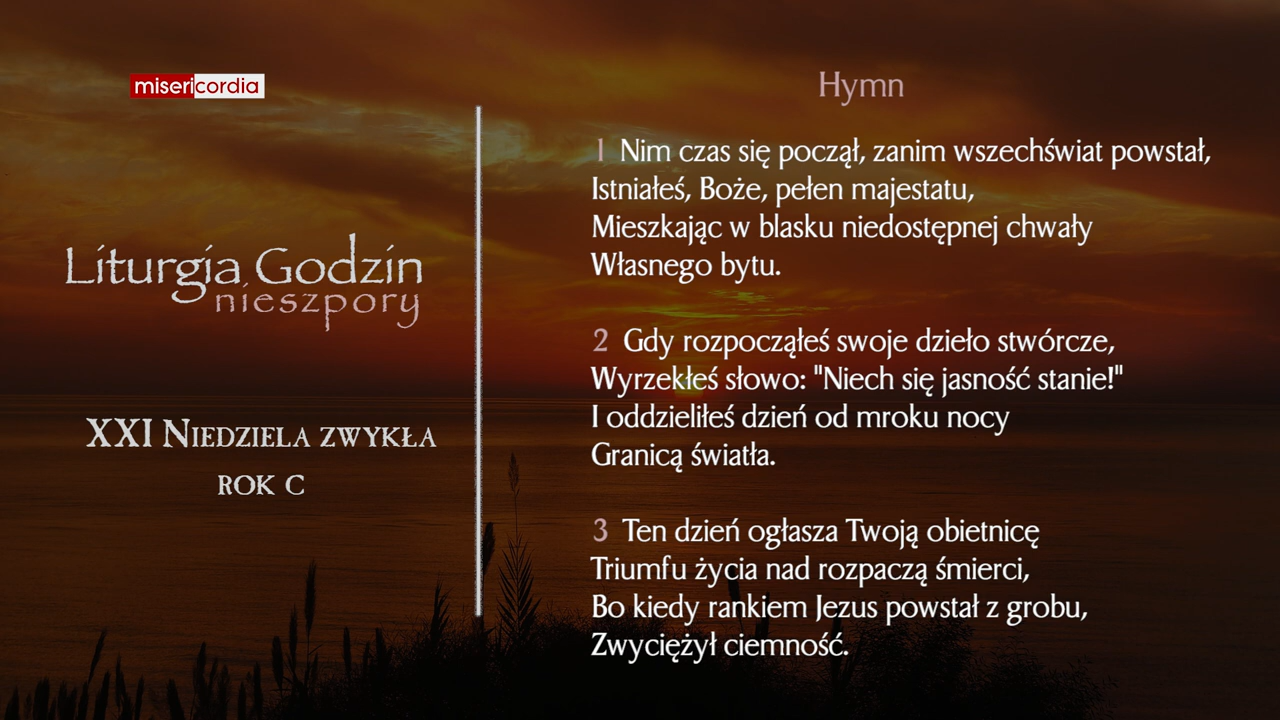 misericordia
Liturgia Godzin
nieszpory
XXI Niedziela zwykła
rok C
Hymn
1 Nim czas się począł, zanim wszechświat powstał,
Istniałeś, Boże, pełen majestatu,
Mieszkając w blasku niedostępnej chwały
Własnego bytu.
2 Gdy rozpocząłeś swoje dzieło stwórcze,
Wyrzekłeś słowo: "Niech się jasność stanie!"
I oddzieliłeś dzień od mroku nocy
Granicą światła.
3 Ten dzień ogłasza Twoją obietnicę
Triumfu życia nad rozpaczą śmierci,
Bo kiedy rankiem Jezus powstał z grobu,
Zwyciężył ciemność.